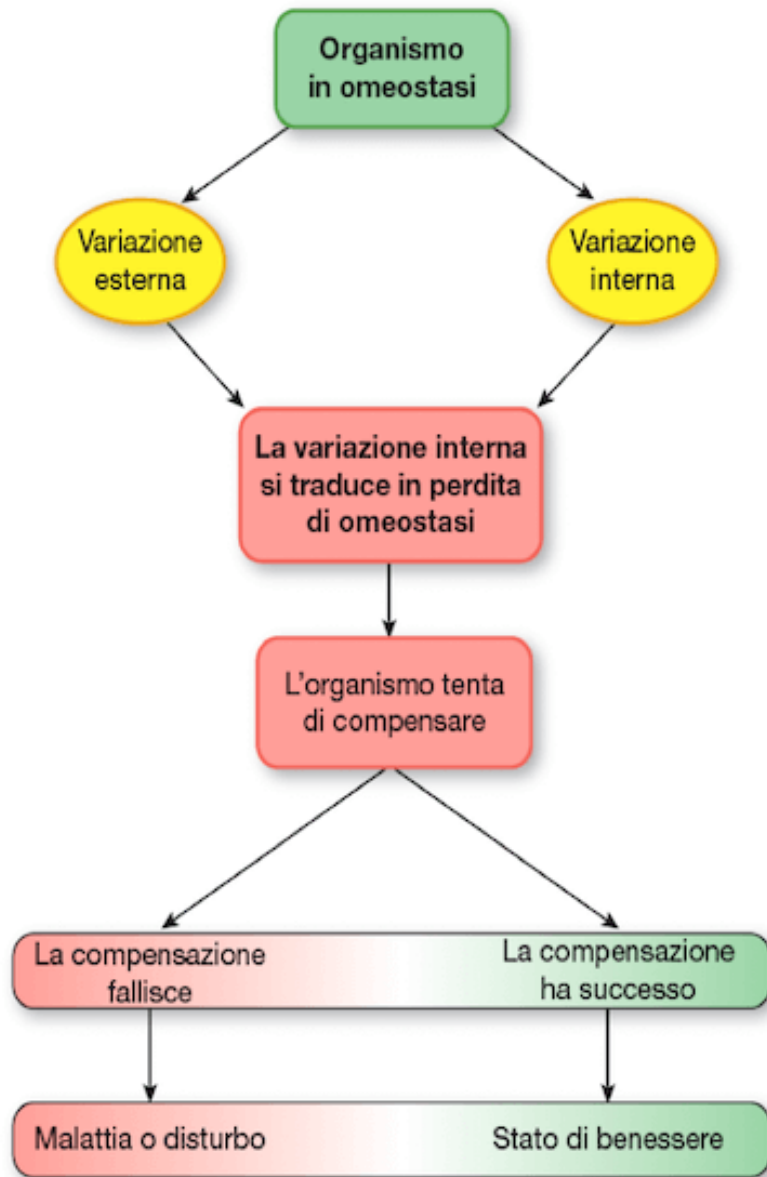 Organismo
in omeostasi
Variazione
esterna
Variazione
interna
La variazione interna
si traduce in perdita
di omeostasi
L'organismo tenta
di compensare
La compensazione
fallisce
La compensazione
ha successo
Malattia o disturbo
Stato di benessere